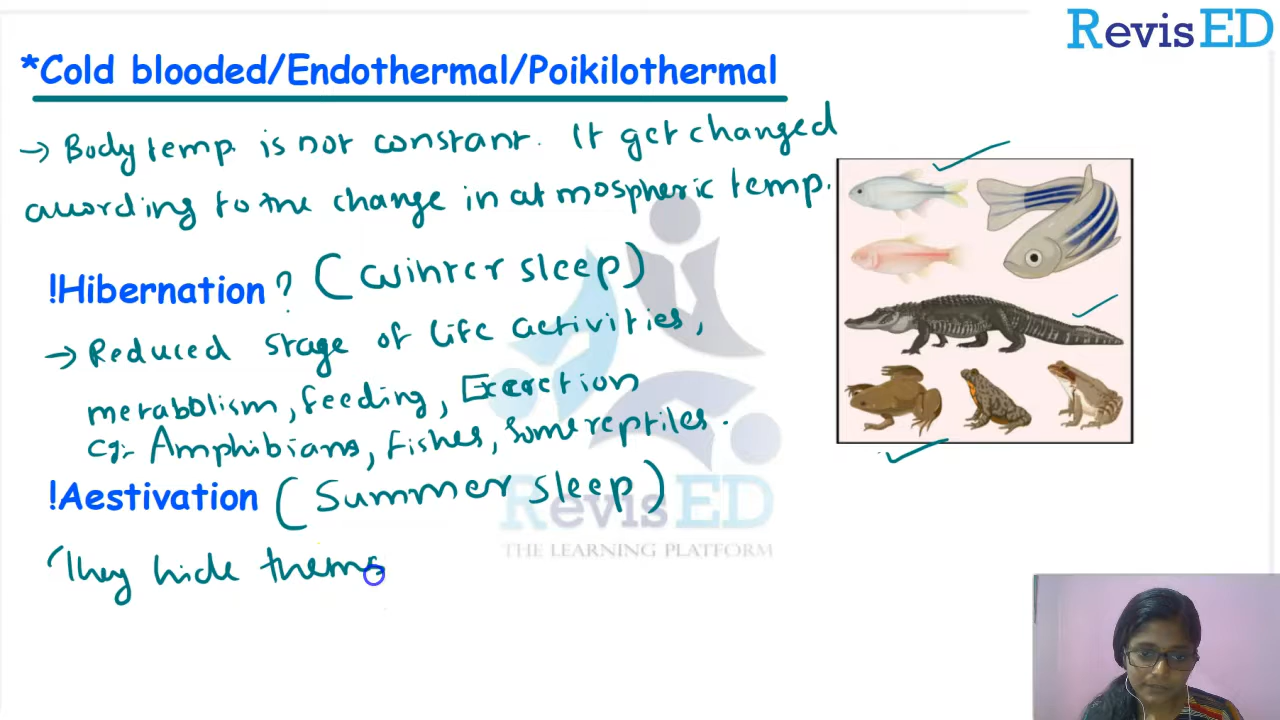 RevisED
*Cold blooded/Endothermal/Poikilothermal
→ Body temp. is not constant. It get changed
according to the change in atmospheric temp.
!Hibernation ? (Winter sleep)
→ Reduced stage of life activities,
metabolism, feeding, Excretion
eg:- Amphibians, Fishes, Some reptiles.
!Aestivation (Summer sleep)
They hide thems
RevisED
THE LEARNING PLATFORM